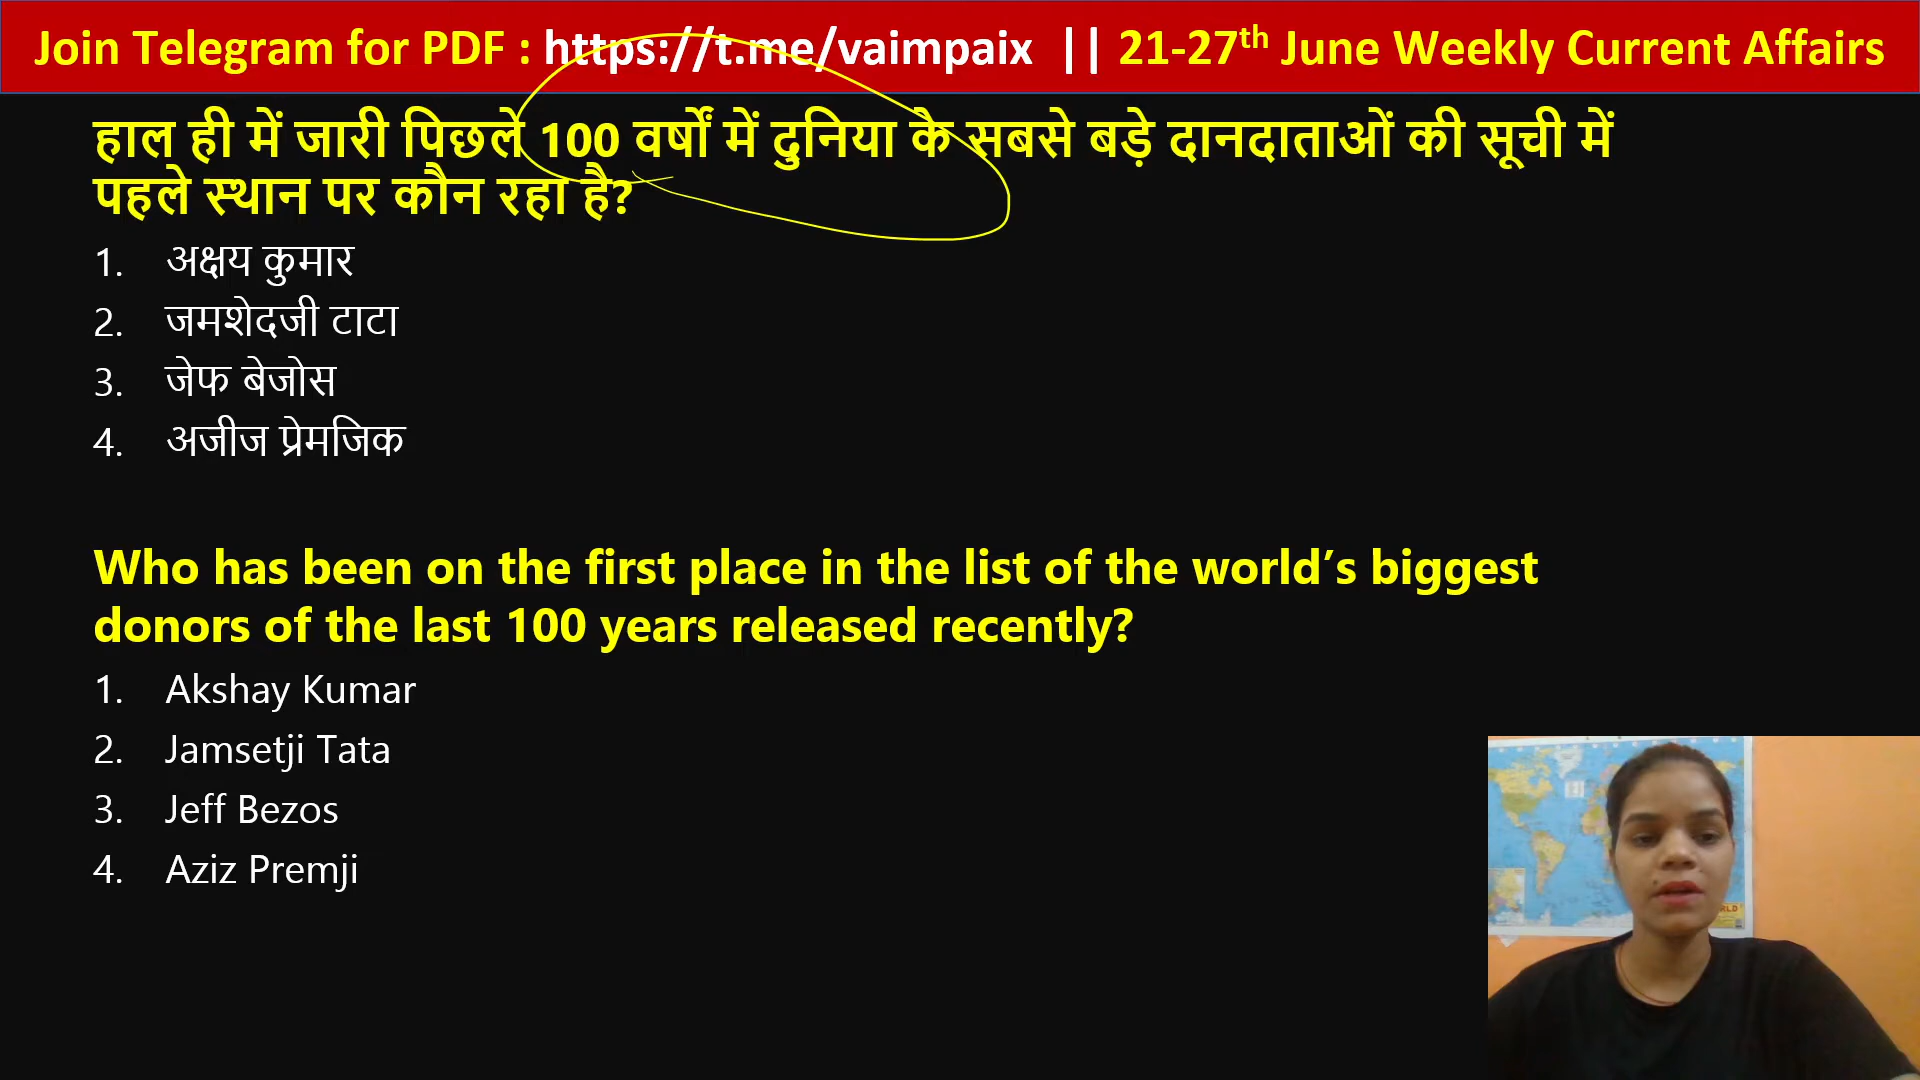 Join Telegram for PDF : https://t.me/vaimpaix || 21-27th June Weekly Current Affairs
हाल ही में जारी पिछले 100 वर्षों में दुनिया के सबसे बड़े दानदाताओं की सूची में
पहले स्थान पर कौन रहा है?
1. अक्षय कुमार
2. जमशेदजी टाटा
3. जेफ बेजोस
4. अजीज प्रेमजिक
Who has been on the first place in the list of the world’s biggest
donors of the last 100 years released recently?
1. Akshay Kumar
2. Jamsetji Tata
3. Jeff Bezos
4. Aziz Premji